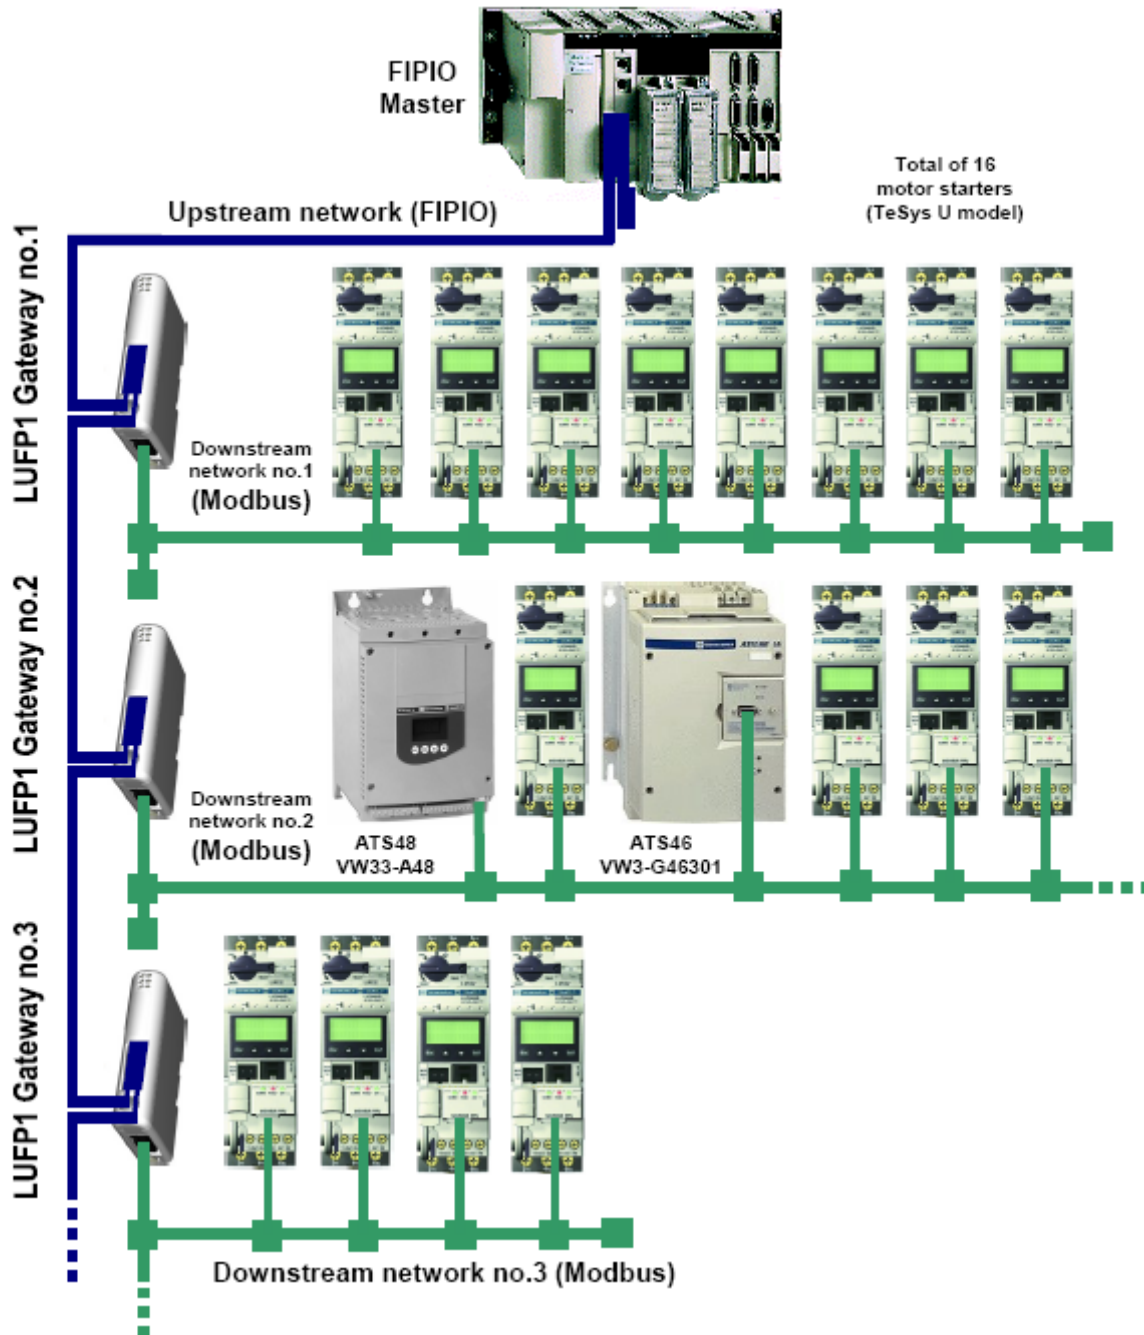 FIPIO
Master
Total of 16
motor starters
(TeSys U model)
Upstream network (FIPIO)
LUFP1 Gateway no.1
Downstream
network no.1
(Modbus)
LUFP1 Gateway no.2
Downstream
network no.2
(Modbus)
ATS48
VW33-A48
ATS46
VW3-G46301
LUFP1 Gateway no.3
Downstream network no.3 (Modbus)